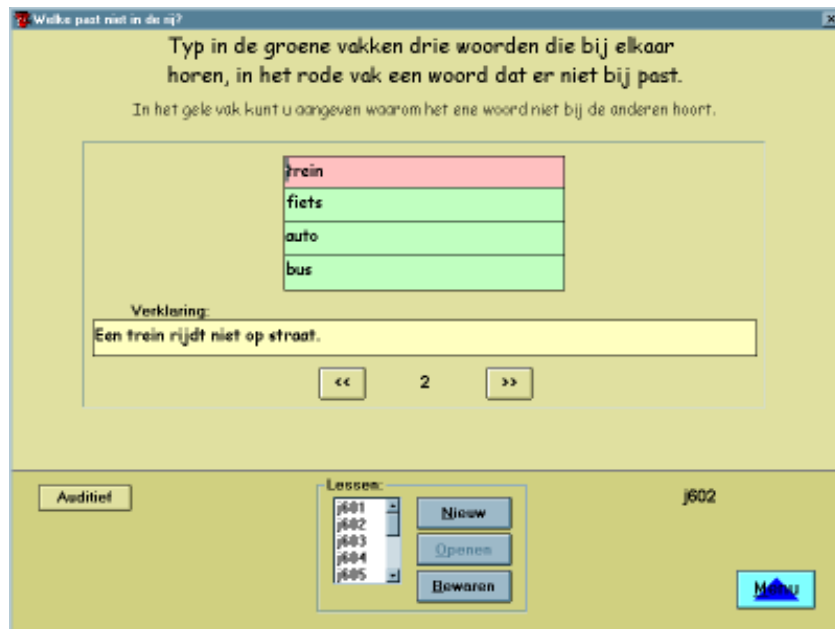 Welke past niet in de rij?
Typ in de groene vakken drie woorden die bij elkaar
horen, in het rode vak een woord dat er niet bij past.
In het gele vak kunt u aangeven waarom het ene woord niet bij de anderen hoort.
trein
fiets
auto
bus
Verklaring:
Een trein rijdt niet op straat.
<< 2 >>
Auditief
Lessen:
j601
j602
j603
j604
j605
Nieuw
Openen
Bewaren
j602
Menu